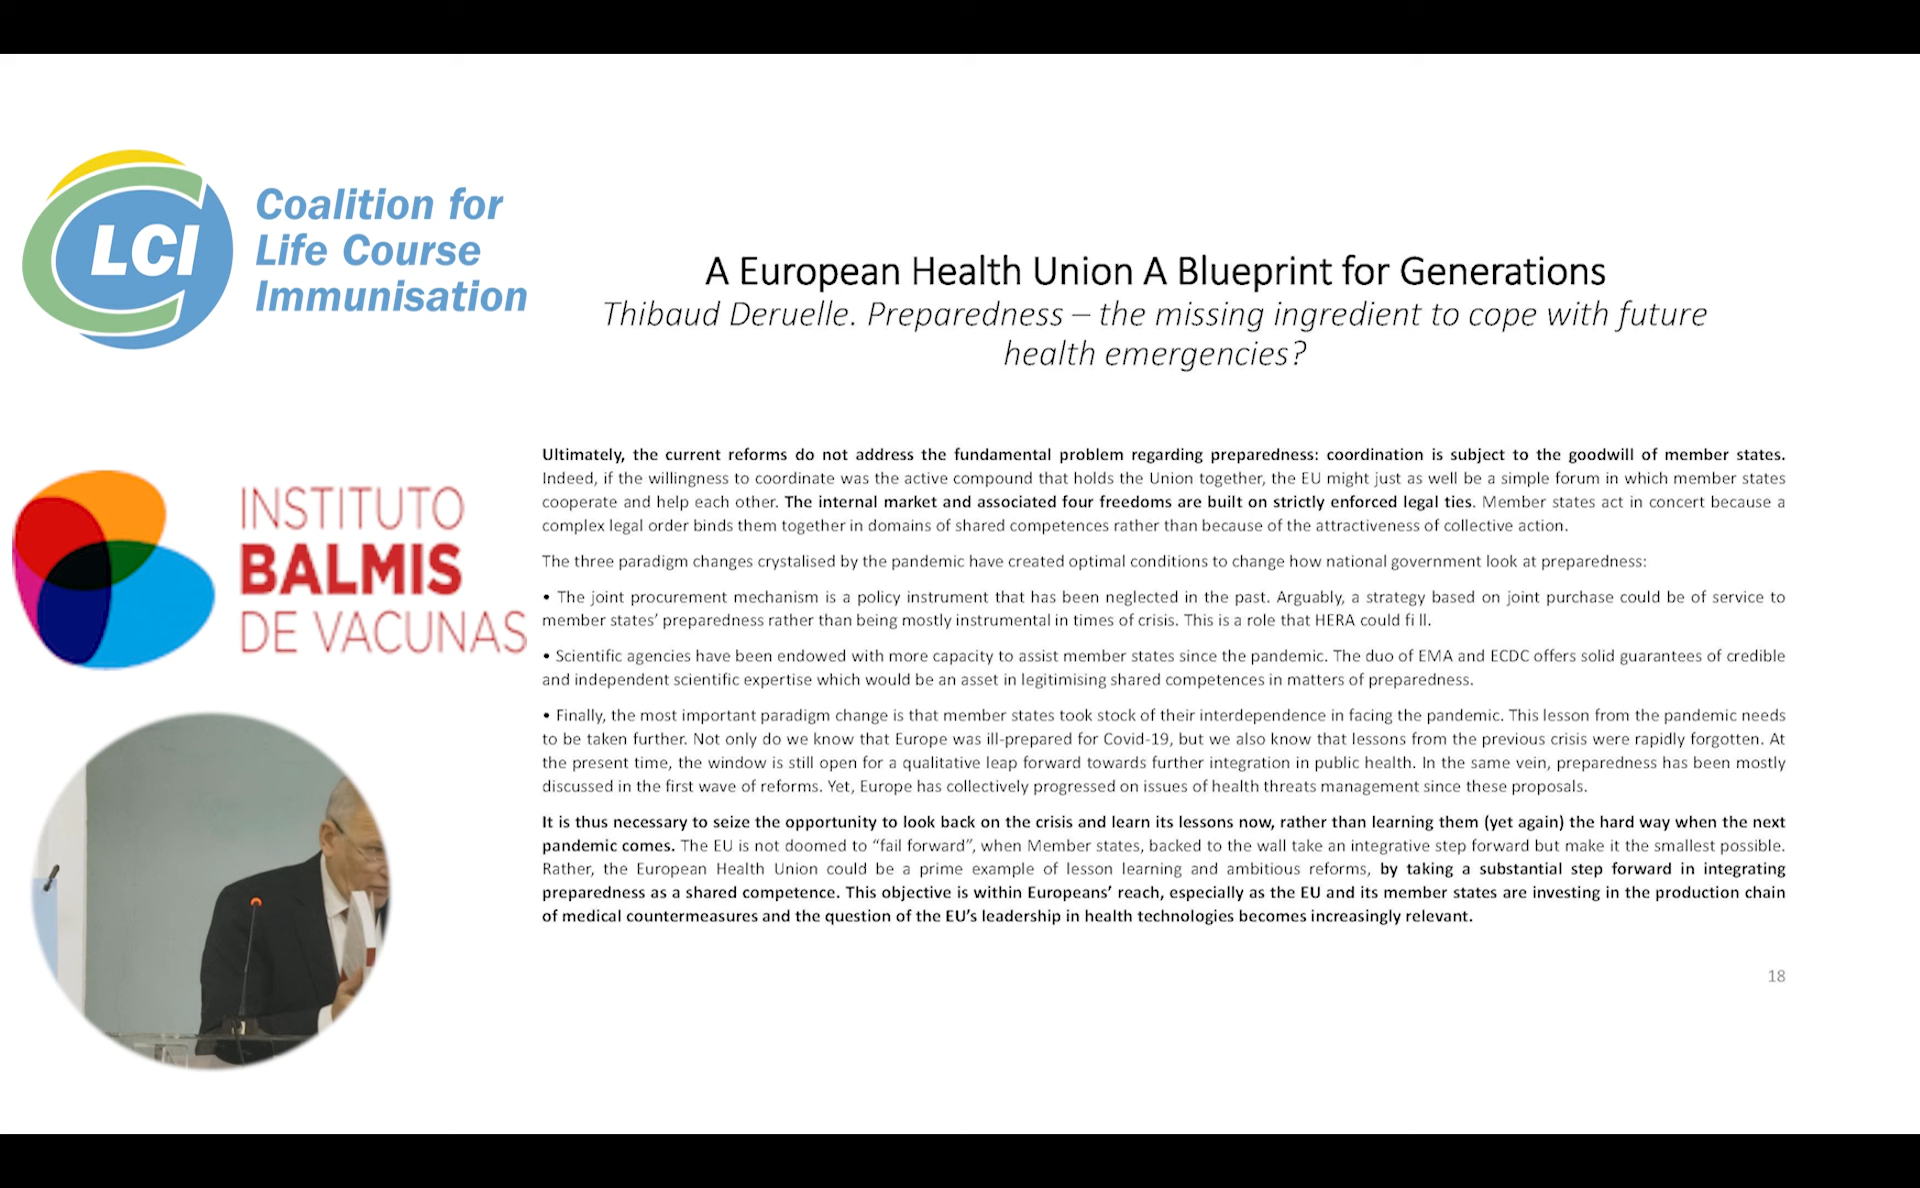 LCI
Coalition for
Life Course
Immunisation
INSTITUTO
BALMIS
DE VACUNAS
A European Health Union A Blueprint for Generations
Thibaud Deruelle. Preparedness – the missing ingredient to cope with future
health emergencies?
Ultimately, the current reforms do not address the fundamental problem regarding preparedness: coordination is subject to the goodwill of member states.
Indeed, if the willingness to coordinate was the active compound that holds the Union together, the EU might just as well be a simple forum in which member states
cooperate and help each other. The internal market and associated four freedoms are built on strictly enforced legal ties. Member states act in concert because a
complex legal order binds them together in domains of shared competences rather than because of the attractiveness of collective action.
The three paradigm changes crystalised by the pandemic have created optimal conditions to change how national government look at preparedness:
• The joint procurement mechanism is a policy instrument that has been neglected in the past. Arguably, a strategy based on joint purchase could be of service to
member states’ preparedness rather than being mostly instrumental in times of crisis. This is a role that HERA could fi ll.
• Scientific agencies have been endowed with more capacity to assist member states since the pandemic. The duo of EMA and ECDC offers solid guarantees of credible
and independent scientific expertise which would be an asset in legitimising shared competences in matters of preparedness.
• Finally, the most important paradigm change is that member states took stock of their interdependence in facing the pandemic. This lesson from the pandemic needs
to be taken further. Not only do we know that Europe was ill-prepared for Covid-19, but we also know that lessons from the previous crisis were rapidly forgotten. At
the present time, the window is still open for a qualitative leap forward towards further integration in public health. In the same vein, preparedness has been mostly
discussed in the first wave of reforms. Yet, Europe has collectively progressed on issues of health threats management since these proposals.
It is thus necessary to seize the opportunity to look back on the crisis and learn its lessons now, rather than learning them (yet again) the hard way when the next
pandemic comes. The EU is not doomed to “fail forward”, when Member states, backed to the wall take an integrative step forward but make it the smallest possible.
Rather, the European Health Union could be a prime example of lesson learning and ambitious reforms, by taking a substantial step forward in integrating
preparedness as a shared competence. This objective is within Europeans’ reach, especially as the EU and its member states are investing in the production chain
of medical countermeasures and the question of the EU’s leadership in health technologies becomes increasingly relevant.
18